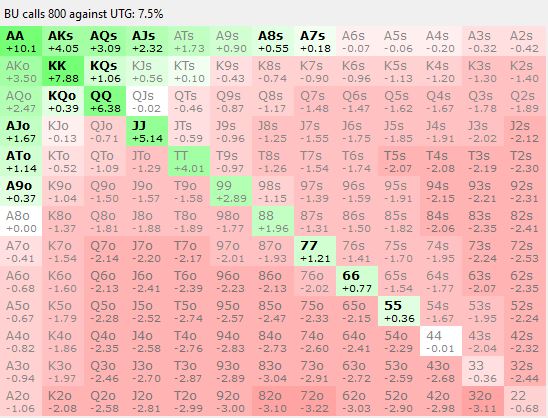 BU calls 800 against UTG: 7.5%
AA AKs AQs AJs ATs A9s A8s A7s A6s A5s A4s A3s A2s
+10.1 +4.05 +3.09 +2.32 +1.73 +0.90 +0.55 +0.18 -0.07 -0.06 -0.20 -0.32 -0.42
AKo KK KQs KJs KTs K9s K8s K7s K6s K5s K4s K3s K2s
+3.50 +7.88 +1.06 +0.56 +0.10 -0.43 -0.74 -0.90 -0.96 -1.13 -1.20 -1.30 -1.40
AQo KQo QQ QJs QTs Q9s Q8s Q7s Q6s Q5s Q4s Q3s Q2s
+2.47 +0.39 +6.38 -0.02 -0.46 -0.87 -1.17 -1.48 -1.47 -1.62 -1.67 -1.78 -1.89
AJo KJo QJo JJ JTs J9s J8s J7s J6s J5s J4s J3s J2s
+1.67 -0.13 -0.71 +5.14 -0.59 -0.96 -1.25 -1.55 -1.75 -1.85 -1.91 -2.02 -2.12
ATo KTo QTo JTo TT T9s T8s T7s T6s T5s T4s T3s T2s
+1.14 -0.52 -1.09 -1.29 +4.01 -0.97 -1.26 -1.54 -1.74 -2.07 -2.08 -2.19 -2.30
A9o K9o Q9o J9o T9o 99 98s 97s 96s 95s 94s 93s 92s
+0.37 -1.04 -1.50 -1.57 -1.58 +2.89 -1.15 -1.39 -1.59 -1.91 -2.15 -2.21 -2.31
A8o K8o Q8o J8o T8o 98o 88 87s 86s 85s 84s 83s 82s
+0.00 -1.37 -1.81 -1.88 -1.89 -1.77 +1.96 -1.31 -1.50 -1.82 -2.06 -2.35 -2.41
A7o K7o Q7o J7o T7o 97o 87o 77 76s 75s 74s 73s 72s
-0.41 -1.54 -2.14 -2.20 -2.17 -2.01 -1.93 +1.21 -1.41 -1.70 -1.95 -2.24 -2.53
A6o K6o Q6o J6o T6o 96o 86o 76o 66 65s 64s 63s 62s
-0.68 -1.60 -2.13 -2.41 -2.39 -2.23 -2.13 -2.02 +0.77 -1.54 -1.77 -2.07 -2.35
A5o K5o Q5o J5o T5o 95o 85o 75o 65o 55 54s 53s 52s
-0.67 -1.79 -2.28 -2.52 -2.74 -2.57 -2.47 -2.33 -2.15 +0.36 -1.67 -1.95 -2.24
A4o K4o Q4o J4o T4o 94o 84o 74o 64o 54o 44 43s 42s
-0.82 -1.86 -2.35 -2.58 -2.76 -2.83 -2.73 -2.60 -2.41 -2.29 -0.01 -2.04 -2.32
A3o K3o Q3o J3o T3o 93o 83o 73o 63o 53o 43o 33 32s
-0.94 -1.97 -2.46 -2.70 -2.87 -2.89 -3.04 -2.91 -2.72 -2.59 -2.68 -0.36 -2.44
A2o K2o Q2o J2o T2o 92o 82o 72o 62o 52o 42o 32o 22
-1.06 -2.08 -2.58 -2.81 -2.99 -3.00 -3.10 -3.22 -3.03 -2.90 -2.98 -3.11 -0.68